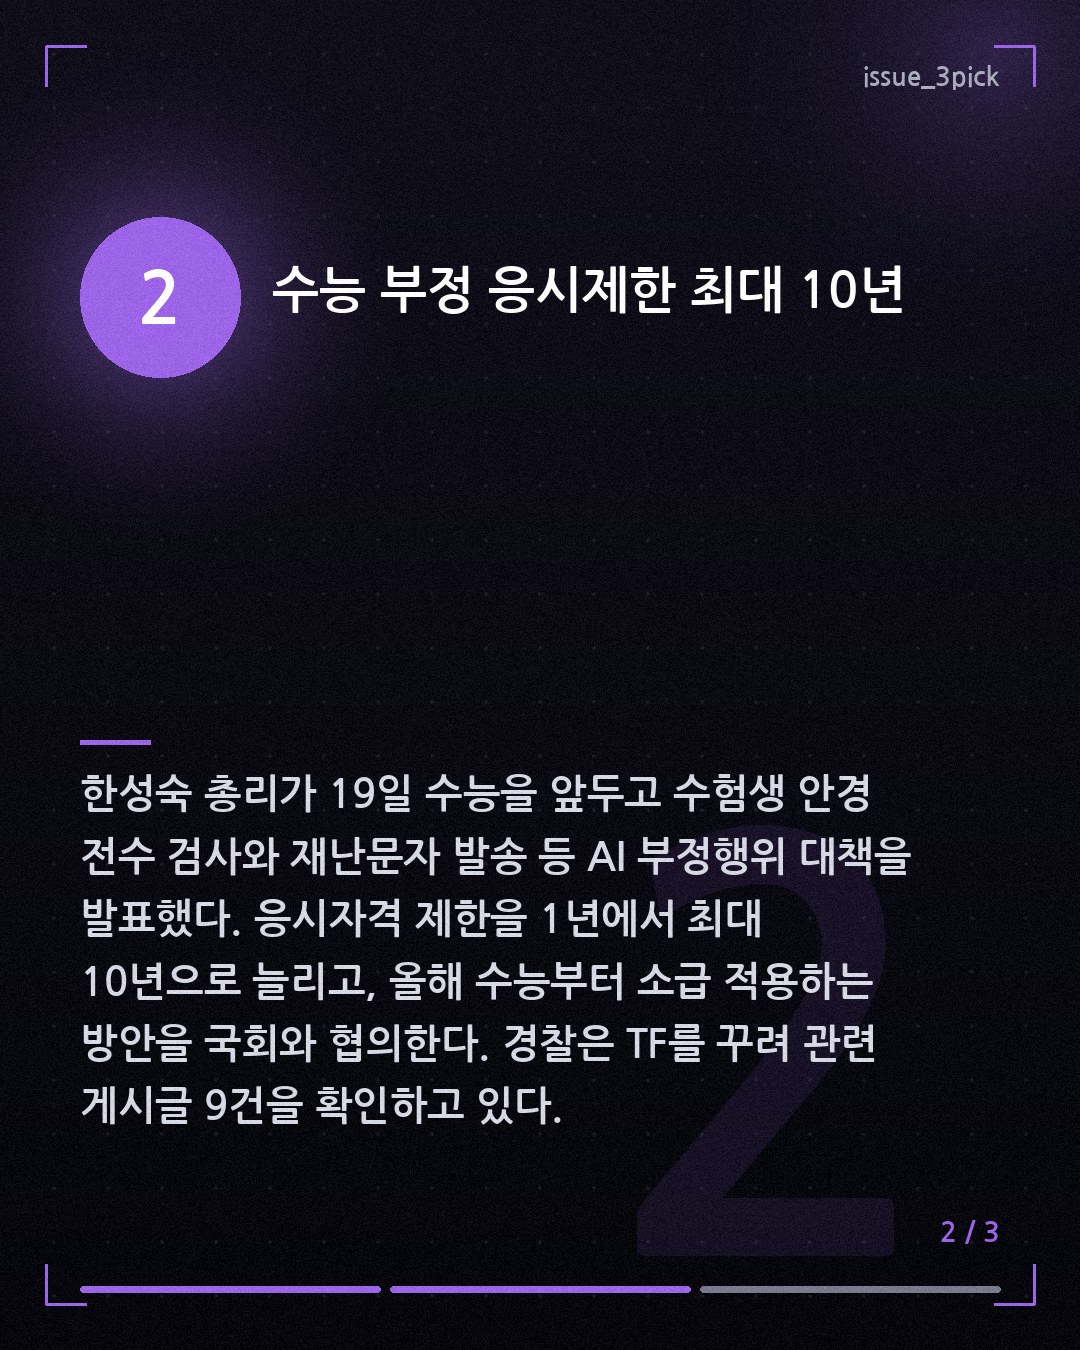 issue_3pick
2
수능 부정 응시제한 최대 10년
한성숙 총리가 19일 수능을 앞두고 수험생 안경
전수 검사와 재난문자 발송 등 AI 부정행위 대책을
발표했다. 응시자격 제한을 1년에서 최대
10년으로 늘리고, 올해 수능부터 소급 적용하는
방안을 국회와 협의한다. 경찰은 TF를 꾸려 관련
게시글 9건을 확인하고 있다.
2
2 / 3